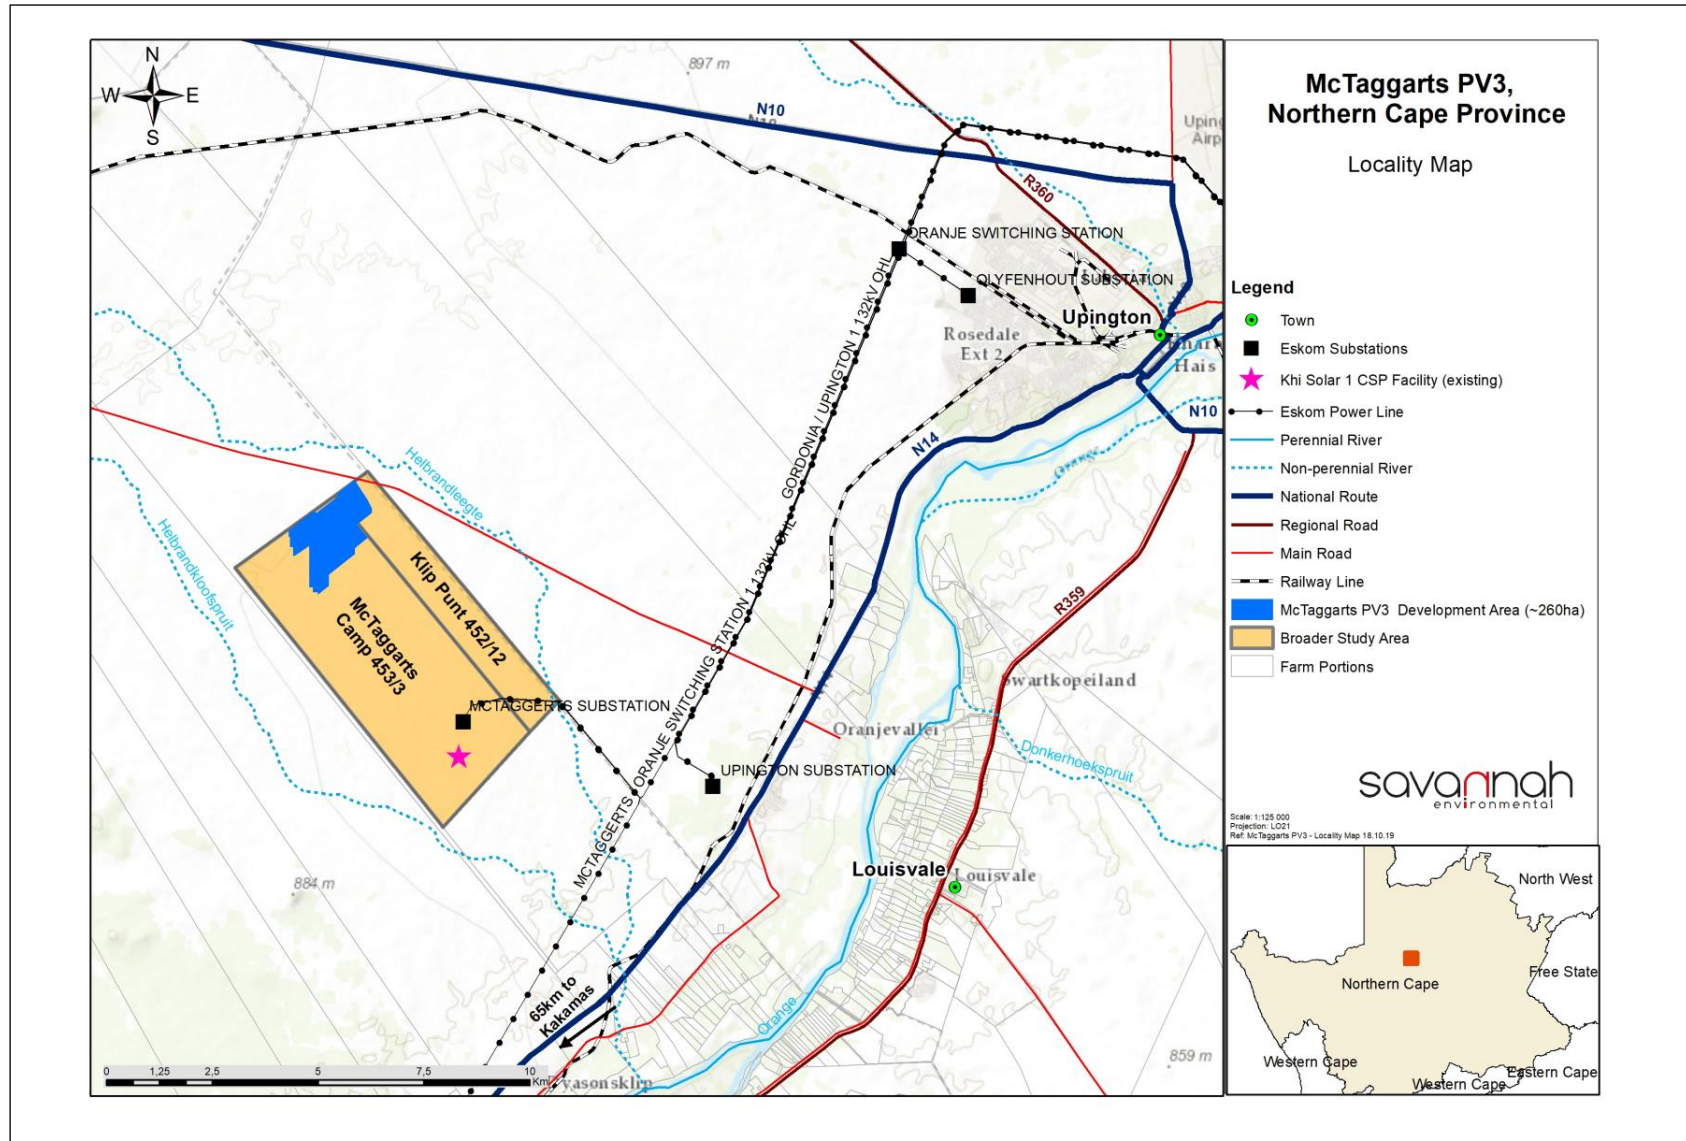 McTaggarts PV3,
Northern Cape Province
Locality Map
N
W
E
S
897 m
N10
N10
R360
ORANJE SWITCHING STATION
OLYFENHOUT SUBSTATION
Upington
Rosedale
Ext 2
Hais
N10
N14
GORDONIA / UPINGTON 1 132kV OHL
MCTAGGERTS / ORANJE SWITCHING STATION 1 132kV OHL
Orange
Helbrandleegte
Helbrandkloofspruit
Klip Punt 452/12
McTaggarts
Camp 453/3
MCTAGGERTS SUBSTATION
UPINGTON SUBSTATION
R359
Swartkopeiland
Oranjevallei
Donkerhoekspruit
Louisvale
Louisvale
884 m
65km to
Kakamas
Orange
859 m
0 1,25 2,5 5 7,5 10
Km
Legend
Town
Eskom Substations
Khi Solar 1 CSP Facility (existing)
Eskom Power Line
Perennial River
Non-perennial River
National Route
Regional Road
Main Road
Railway Line
McTaggarts PV3 Development Area (~260ha)
Broader Study Area
Farm Portions
savannah
environmental
Scale: 1:125 000
Projection: LO21
Ref: McTaggarts PV3 - Locality Map 18.10.19
North West
Free State
Northern Cape
Western Cape
Western Cape
Eastern Cape